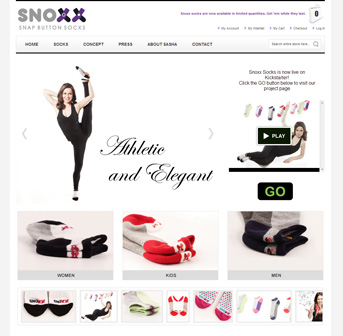 SNOXX
SNAP BUTTON SOCKS
Snoxx socks are now available in limited quantities. Get 'em while they last.
0
My Account
My Wishlist
My Cart
Checkout
Log In
HOME
SOCKS
CONCEPT
PRESS
ABOUT SASHA
CONTACT
Search entire store here...
Snoxx Socks is now live on
Kickstarter!
Click the GO button below to visit our
project page
PLAY
Athletic
and Elegant
GO
WOMEN
KIDS
MEN
SNOXX